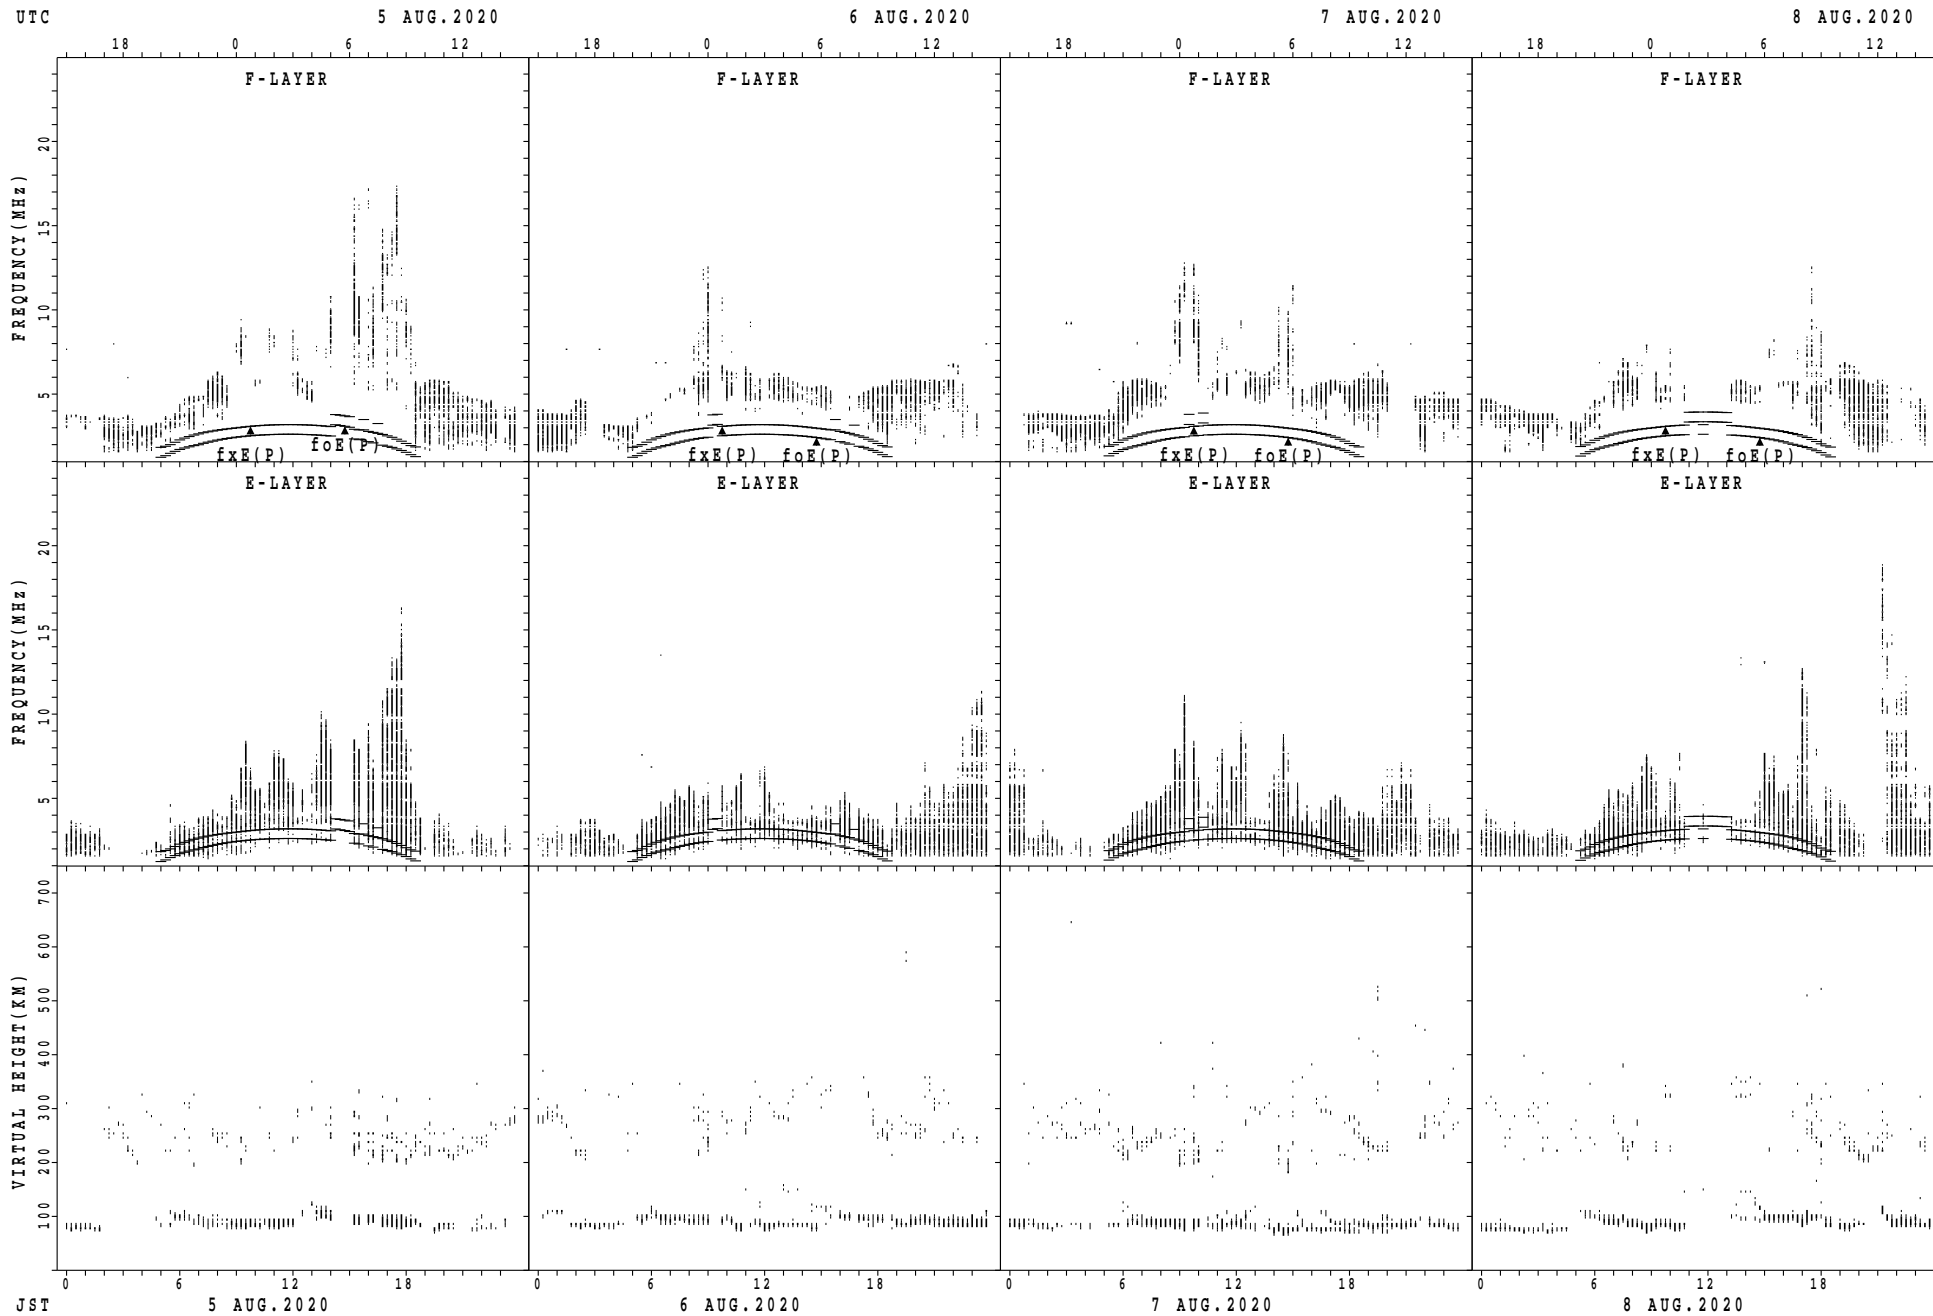 UTC 5 AUG.2020 6 AUG.2020 7 AUG.2020 8 AUG.2020
18 0 6 12 18 0 6 12 18 0 6 12 18 0 6 12
F-LAYER F-LAYER F-LAYER F-LAYER
FREQUENCY(MHz)
20
15
10
5
foE(P)
fxE(P) fxE(P) foE(P) fxE(P) foE(P) fxE(P) foE(P)
E-LAYER E-LAYER E-LAYER E-LAYER
FREQUENCY(MHz)
20
15
10
5
VIRTUAL HEIGHT(KM)
700
600
500
400
300
200
100
0 6 12 18 0 6 12 18 0 6 12 18 0 6 12 18
JST 5 AUG.2020 6 AUG.2020 7 AUG.2020 8 AUG.2020